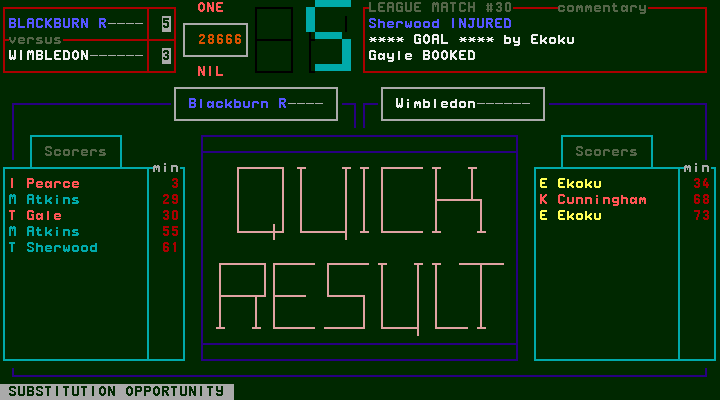 ONE
LEAGUE MATCH #30 commentary
BLACKBURN R 5
Sherwood INJURED
versus
28666
5
**** GOAL **** by Ekoku
WIMBLEDON 3
Gayle BOOKED
NIL
Blackburn R
Wimbledon
Scorers
Scorers
min
min
I Pearce 3
M Atkins 29
T Gale 30
M Atkins 55
T Sherwood 61
QUICK
RESULT
E Ekoku 34
K Cunningham 68
E Ekoku 73
SUBSTITUTION OPPORTUNITY